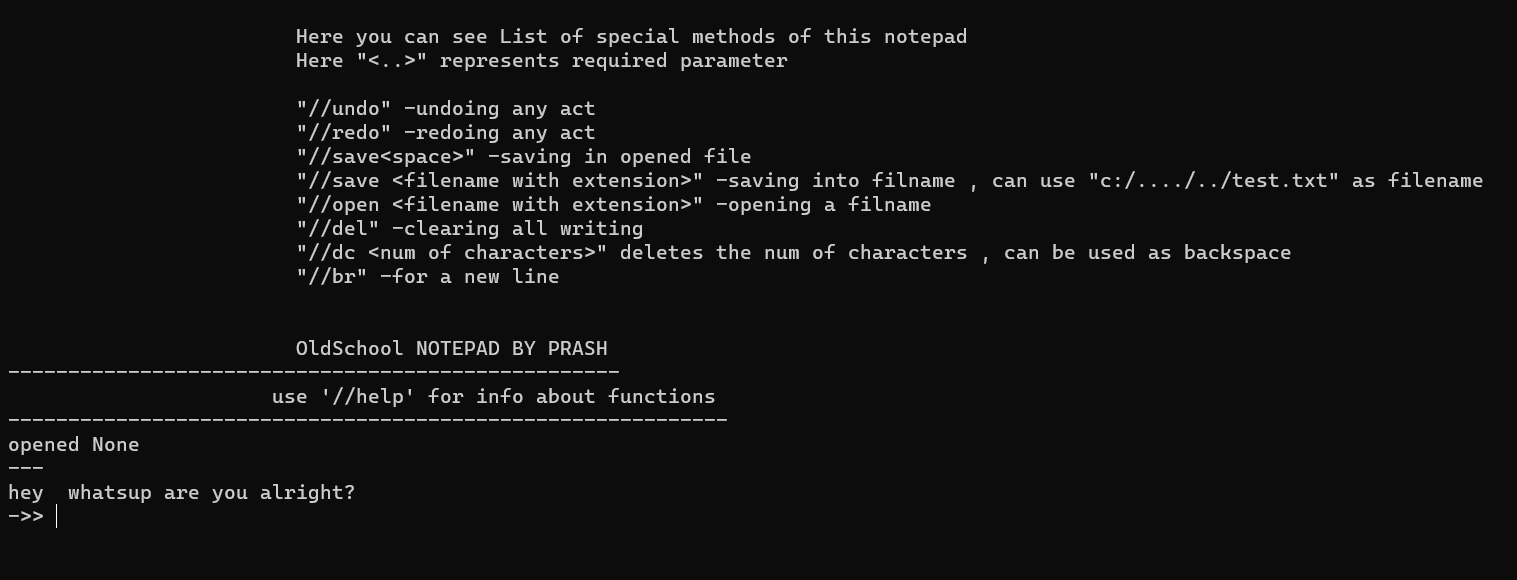 Here you can see List of special methods of this notepad
Here "<..>" represents required parameter
"//undo" -undoing any act
"//redo" -redoing any act
"//save<space>" -saving in opened file
"//save <filename with extension>" -saving into filname , can use "c:/..../../test.txt" as filename
"//open <filename with extension>" -opening a filname
"//del" -clearing all writing
"//dc <num of characters>" deletes the num of characters , can be used as backspace
"//br" -for a new line
OldSchool NOTEPAD BY PRASH
---------------------------------------------------
use '//help' for info about functions
------------------------------------------------------------
opened None
---
hey  whatsup are you alright?
->>